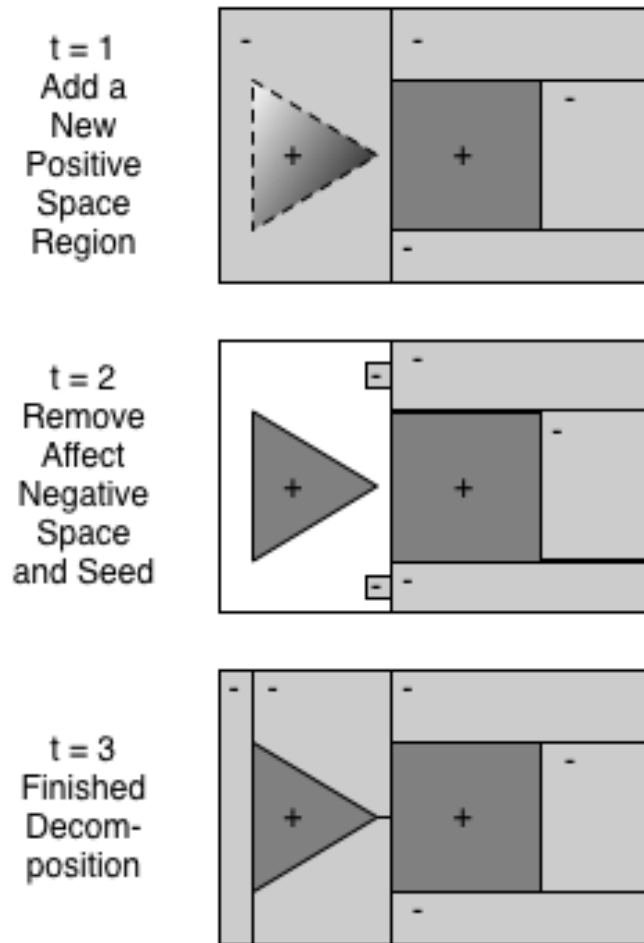 t = 1
Add a
New
Positive
Space
Region
- -
-
+ +
-
t = 2
Remove
Affect
Negative
Space
and Seed
-
-
-
+ +
- -
t = 3
Finished
Decom-
position
- - -
-
+ +
-